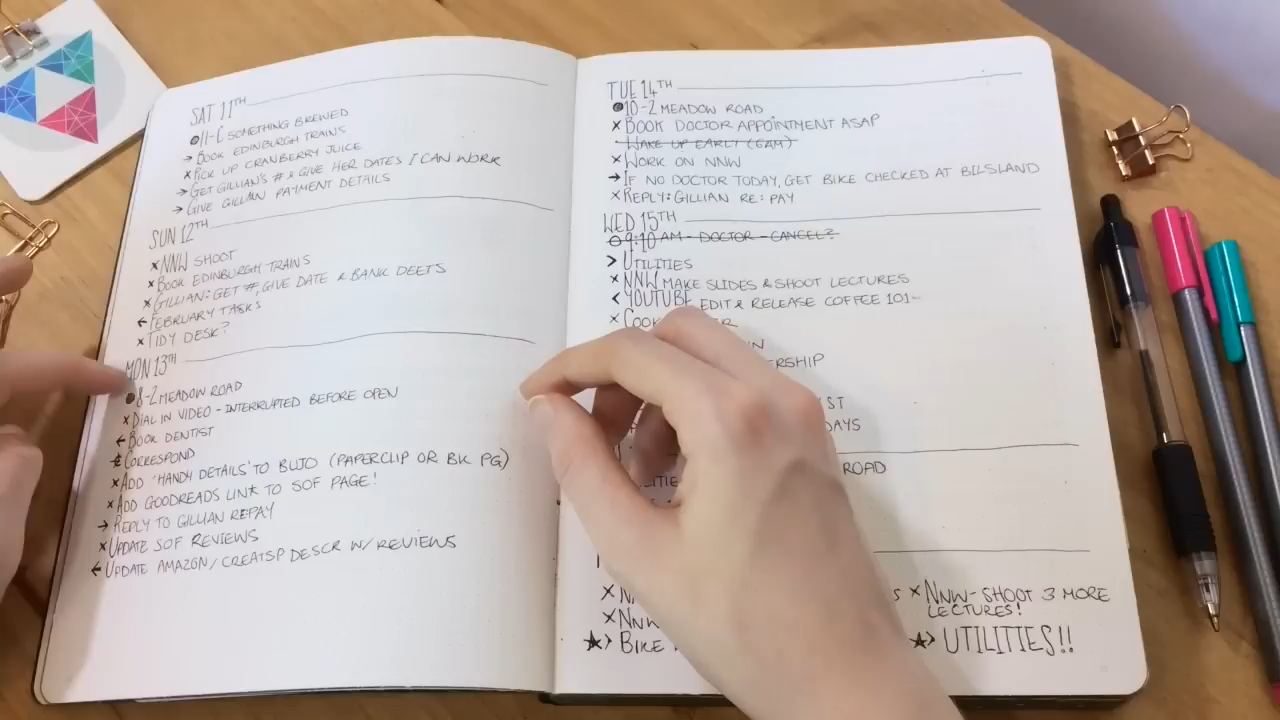 SAT 11TH
●11-C SOMETHING BREWED
→ BOOK EDINBURGH TRAINS
× PICK UP CRANBERRY JUICE
→ GET GILLIAN'S # & GIVE HER DATES I CAN WORK
→ GIVE GILLIAN PAYMENT DETAILS
SUN 12TH
× NNW SHOOT
× BOOK EDINBURGH TRAINS
× GILLIAN: GET #, GIVE DATE & BANK DEETS
← FEBRUARY TASKS
× TIDY DESK?
MON 13TH
●8-2 MEADOW ROAD
× DIAL IN VIDEO - INTERRUPTED BEFORE OPEN
← BOOK DENTIST
CORRESPOND
× ADD 'HANDY DETAILS' TO BUJO (PAPERCLIP OR BK PG)
× ADD GOODREADS LINK TO SOF PAGE!
→ REPLY TO GILLIAN RE PAY
× UPDATE SOF REVIEWS
← UPDATE AMAZON/CREATSP DESCR W/ REVIEWS
TUE 14TH
●10-2 MEADOW ROAD
× BOOK DOCTOR APPOINTMENT ASAP
- WAKE UP EARLY (6AM)
× WORK ON NNW
→ IF NO DOCTOR TODAY, GET BIKE CHECKED AT BILSLAND
× REPLY: GILLIAN RE: PAY
WED 15TH
○ 9:10 AM - DOCTOR - CANCEL?
> UTILITIES
× NNW MAKE SLIDES & SHOOT LECTURES
< YOUTUBE EDIT & RELEASE COFFEE 101
× COOK
ROAD
× NNW- SHOOT 3 MORE
LECTURES!
× NNW
★> BIKE
★> UTILITIES!!